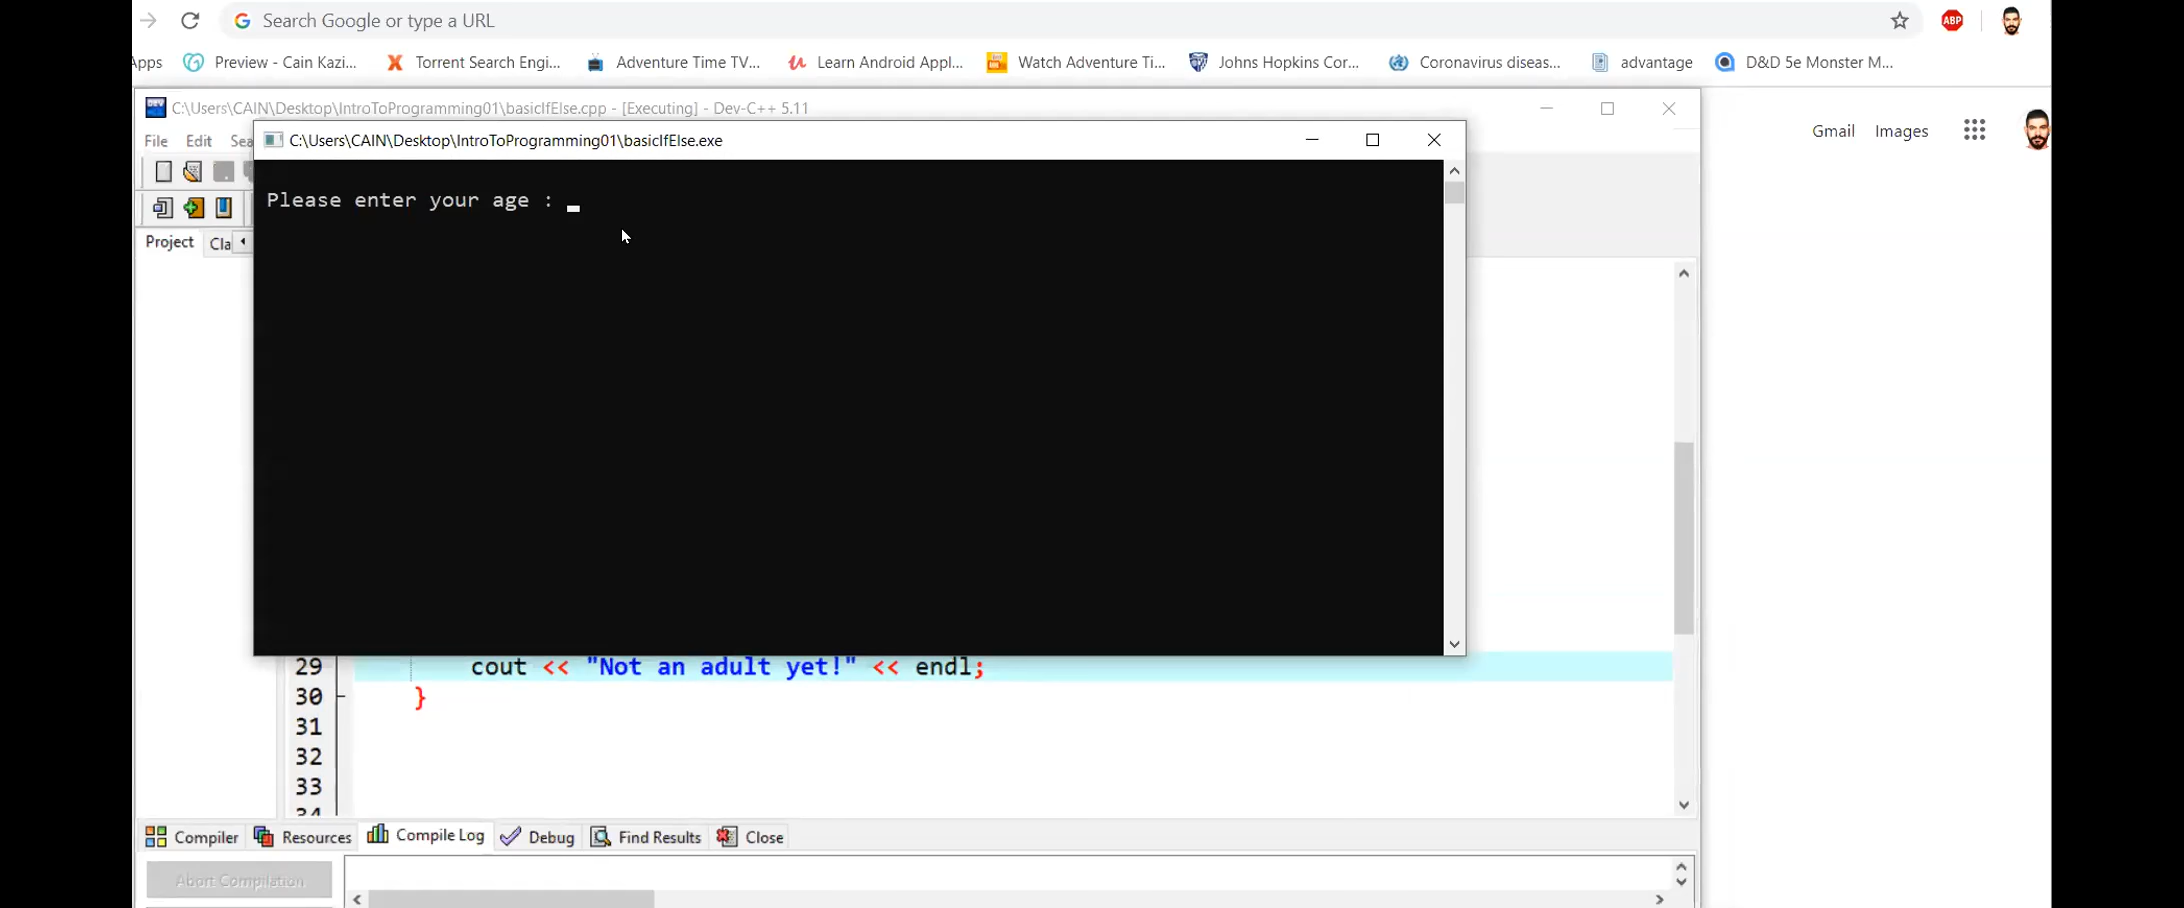 Search Google or type a URL
ABP
Apps Preview - Cain Kazi... Torrent Search Engi... Adventure Time TV... Learn Android Appl... Watch Adventure Ti... Johns Hopkins Cor... Coronavirus diseas... advantage D&D 5e Monster M...
DEV C:\Users\CAIN\Desktop\IntroToProgramming01\basicIfElse.cpp - [Executing] - Dev-C++ 5.11
Gmail Images
File Edit Sea
C:\Users\CAIN\Desktop\IntroToProgramming01\basicIfElse.exe
Please enter your age :
Project Cla
29 cout << "Not an adult yet!" << endl;
30 }
31
32
33
34
Compiler Resources Compile Log Debug Find Results Close
Abort Compilation